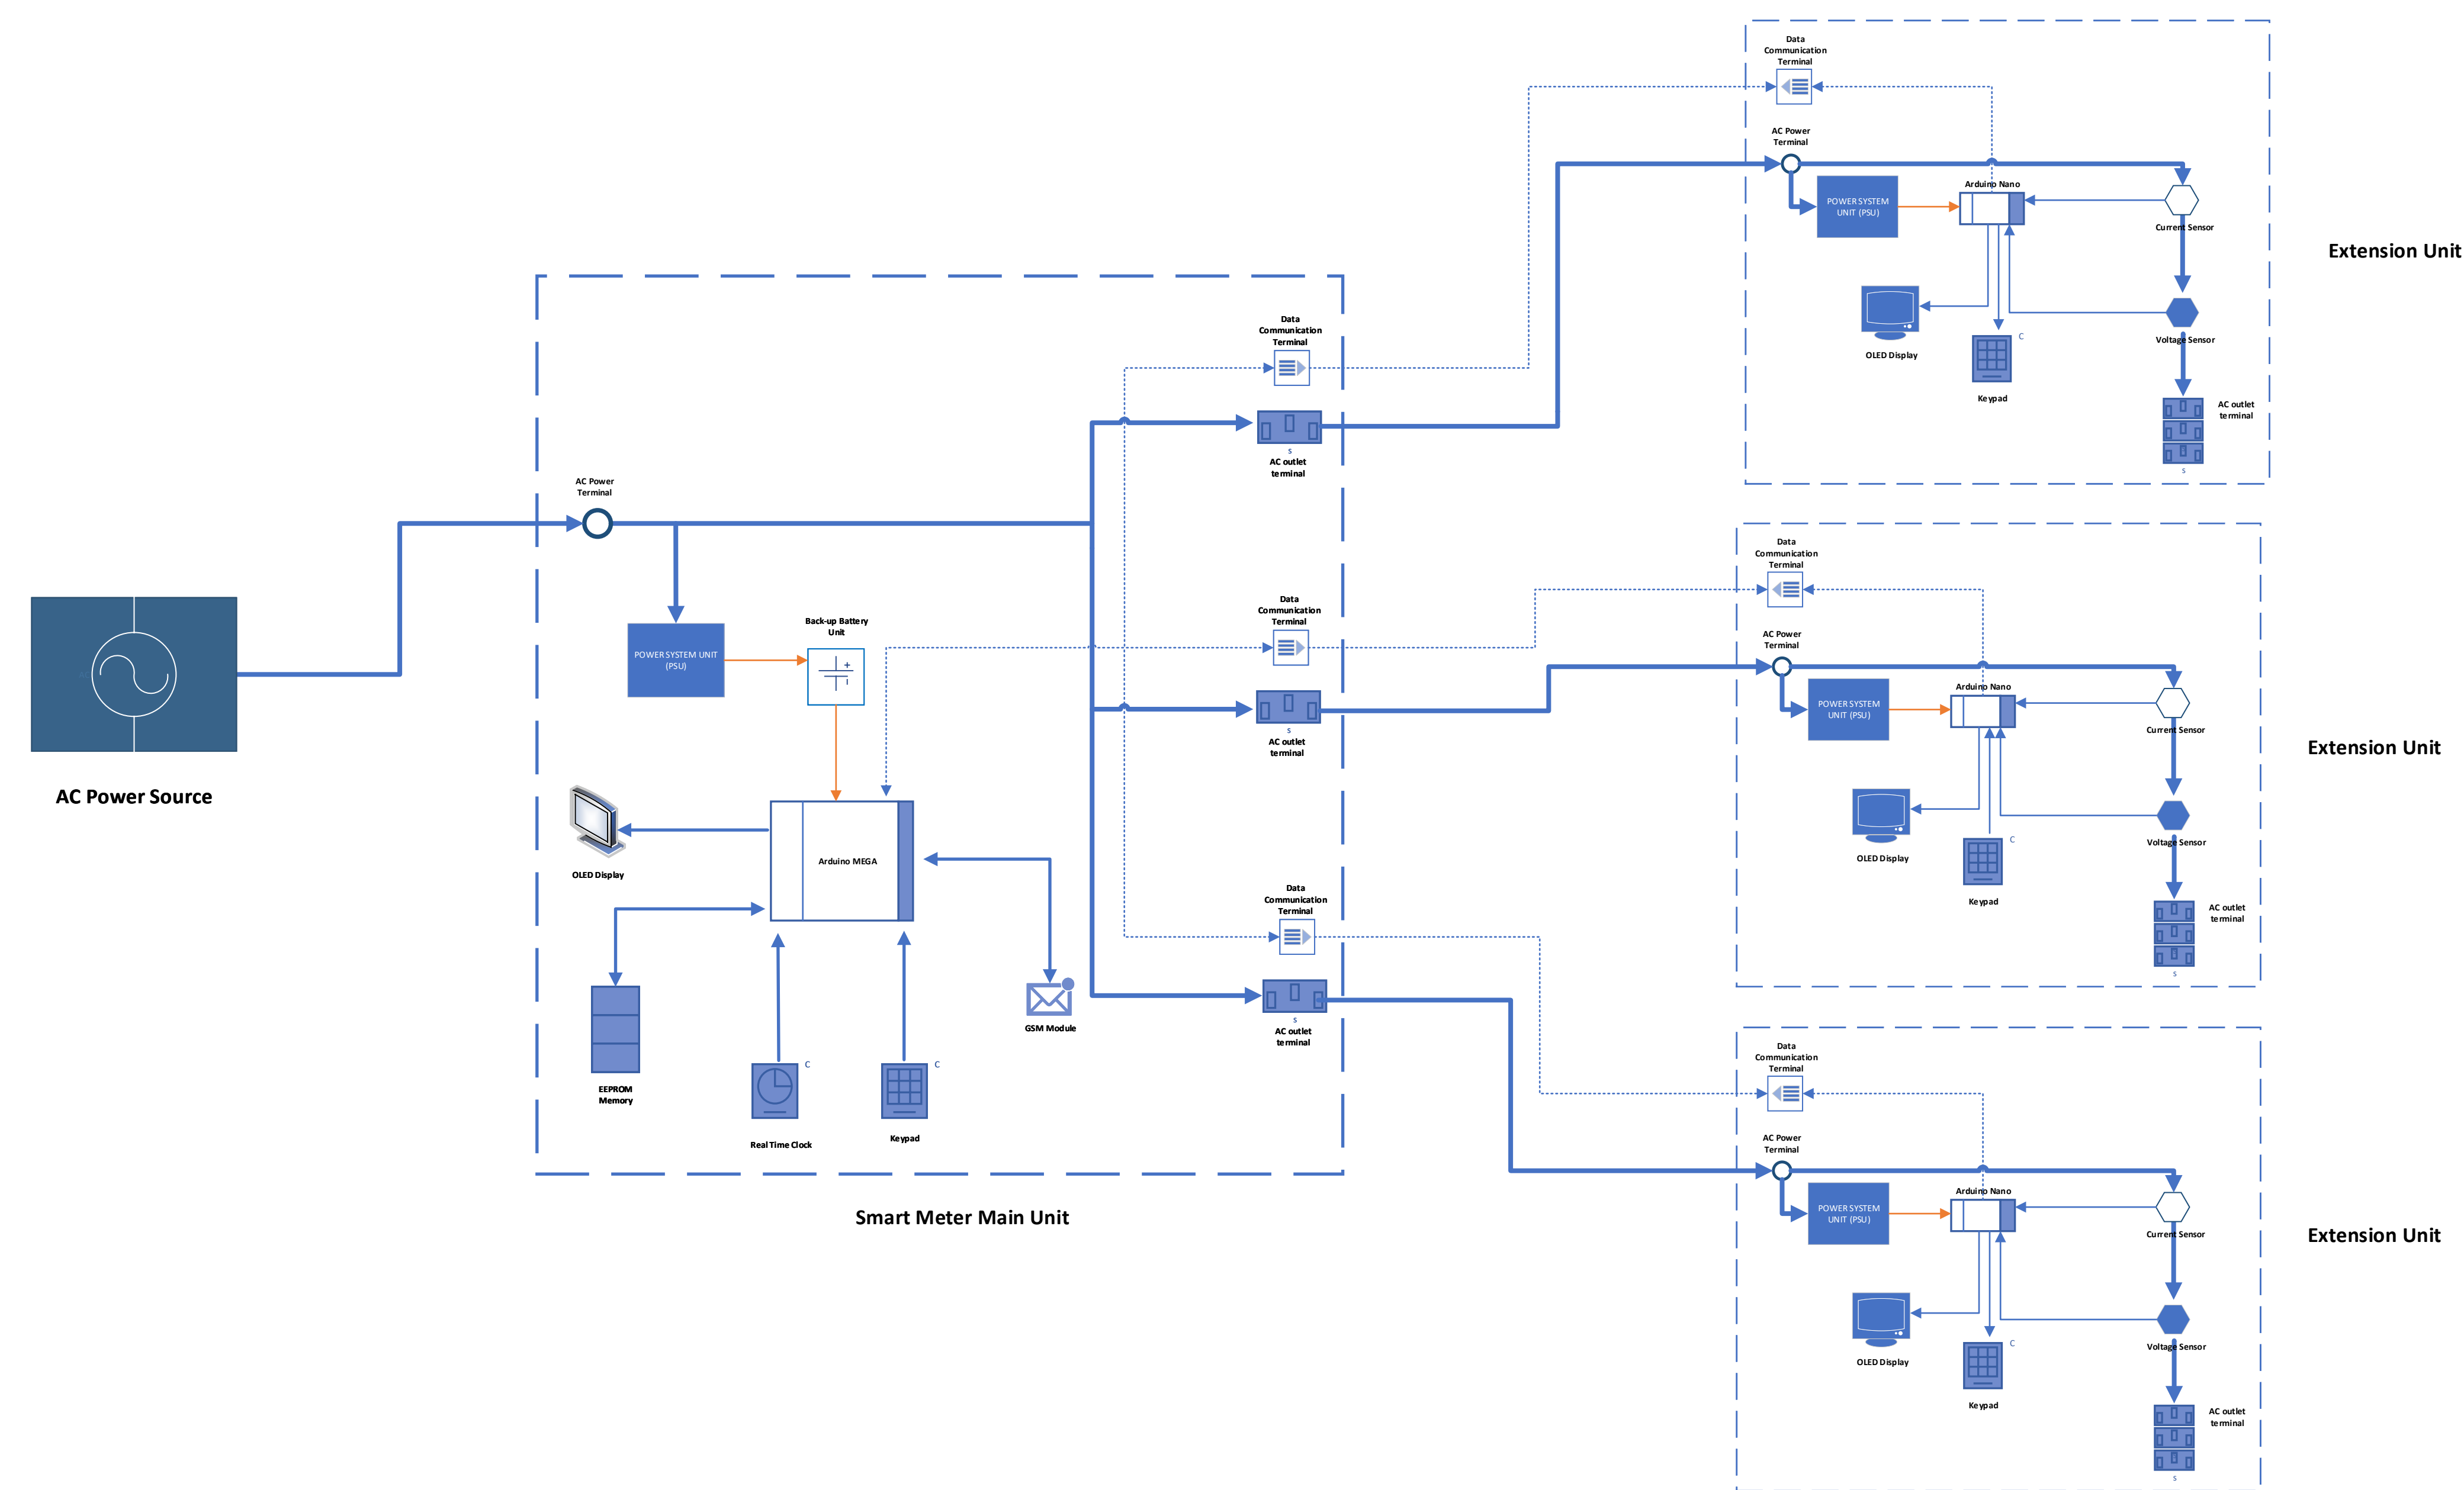 AC Power Source
AC Power
Terminal
POWER SYSTEM UNIT
(PSU)
Back-up Battery
Unit
OLED Display
Arduino MEGA
EEPROM
Memory
C
Real Time Clock
C
Keypad
GSM Module
Data
Communication
Terminal
s
AC outlet
terminal
Data
Communication
Terminal
s
AC outlet
terminal
Data
Communication
Terminal
s
AC outlet
terminal
Smart Meter Main Unit
Data
Communication
Terminal
AC Power
Terminal
POWER SYSTEM
UNIT (PSU)
Arduino Nano
Current Sensor
OLED Display
C
Keypad
Voltage Sensor
AC outlet
terminal
s
Extension Unit
Data
Communication
Terminal
AC Power
Terminal
POWER SYSTEM
UNIT (PSU)
Arduino Nano
Current Sensor
OLED Display
C
Keypad
Voltage Sensor
AC outlet
terminal
s
Extension Unit
Data
Communication
Terminal
AC Power
Terminal
POWER SYSTEM
UNIT (PSU)
Arduino Nano
Current Sensor
OLED Display
C
Keypad
Voltage Sensor
AC outlet
terminal
s
Extension Unit